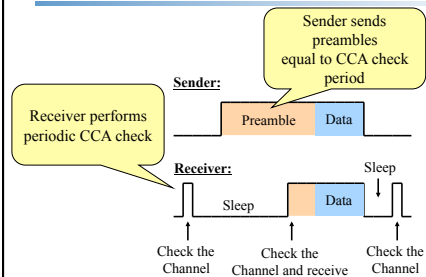 Sender sends
preambles
equal to CCA check
period
Sender:
Receiver performs
periodic CCA check
Preamble
Data
Receiver:
Sleep
Sleep
Data
Check the
Channel
Check the
Channel and receive
Check the
Channel